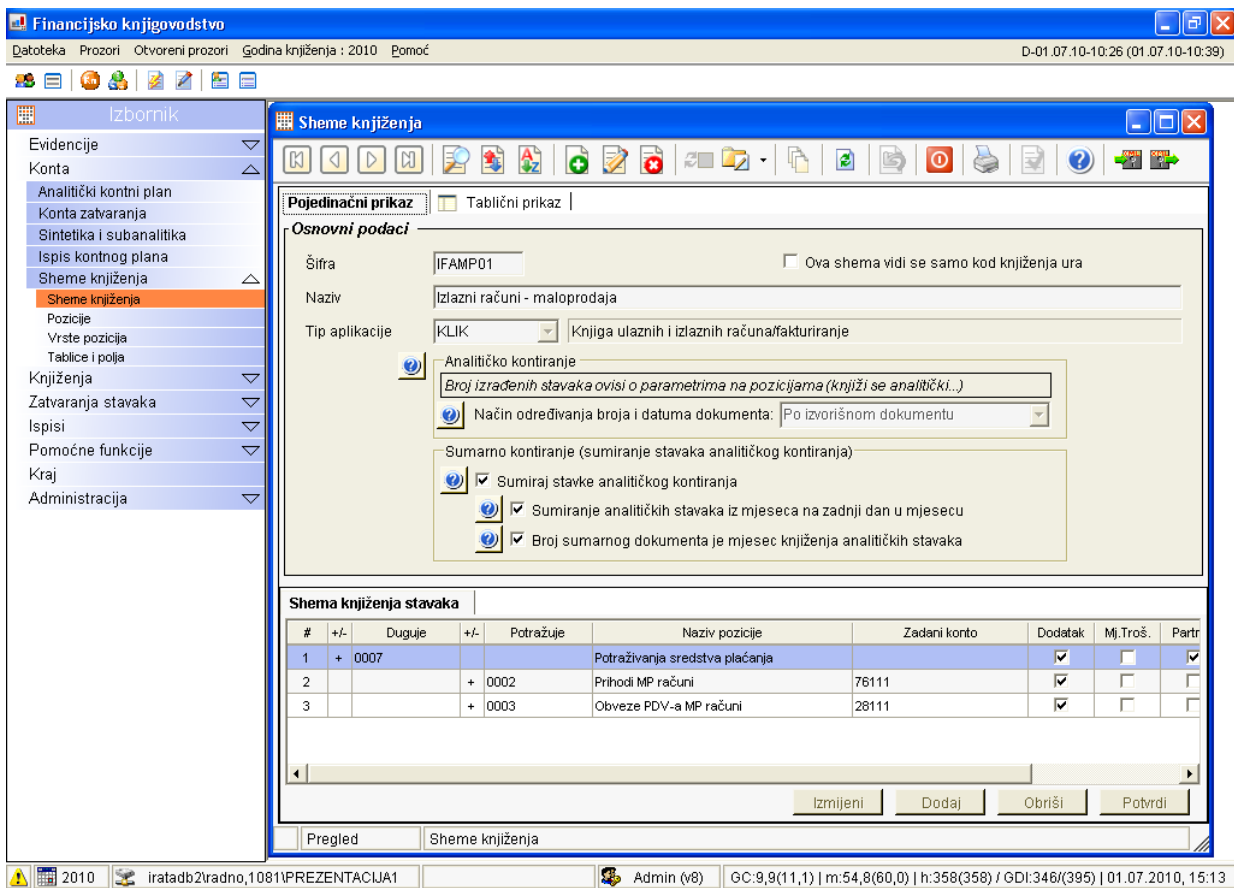 Financijsko knjigovodstvo
Datoteka Prozori Otvoreni prozori Godina knjiženja : 2010 Pomoć D-01.07.10-10:26 (01.07.10-10:39)
Izbornik
Evidencije
Konta
Analitički kontni plan
Konta zatvaranja
Sintetika i subanalitika
Ispis kontnog plana
Sheme knjiženja
Sheme knjiženja
Pozicije
Vrste pozicija
Tablice i polja
Knjiženja
Zatvaranja stavaka
Ispisi
Pomoćne funkcije
Kraj
Administracija
Sheme knjiženja
Pojedinačni prikaz Tablični prikaz
Osnovni podaci
Šifra IFAMP01 Ova shema vidi se samo kod knjiženja ura
Naziv Izlazni računi - maloprodaja
Tip aplikacije KLIK Knjiga ulaznih i izlaznih računa/fakturiranje
Analitičko kontiranje
Broj izrađenih stavaka ovisi o parametrima na pozicijama (knjiži se analitički...)
Način određivanja broja i datuma dokumenta: Po izvorišnom dokumentu
Sumarno kontiranje (sumiranje stavaka analitičkog kontiranja)
Sumiraj stavke analitičkog kontiranja
Sumiranje analitičkih stavaka iz mjeseca na zadnji dan u mjesecu
Broj sumarnog dokumenta je mjesec knjiženja analitičkih stavaka
Shema knjiženja stavaka
# +/- Duguje +/- Potražuje Naziv pozicije Zadani konto Dodatak Mj.Troš. Partr
1 + 0007 Potraživanja sredstva plaćanja
2 + 0002 Prihodi MP računi 76111
3 + 0003 Obveze PDV-a MP računi 28111
Izmijeni Dodaj Obriši Potvrdi
Pregled Sheme knjiženja
2010 iratadb2\radno,1081\PREZENTACIJA1 Admin (v8) GC:9,9(11,1) | m:54,8(60,0) | h:358(358) / GDI:346/(395) | 01.07.2010, 15:13